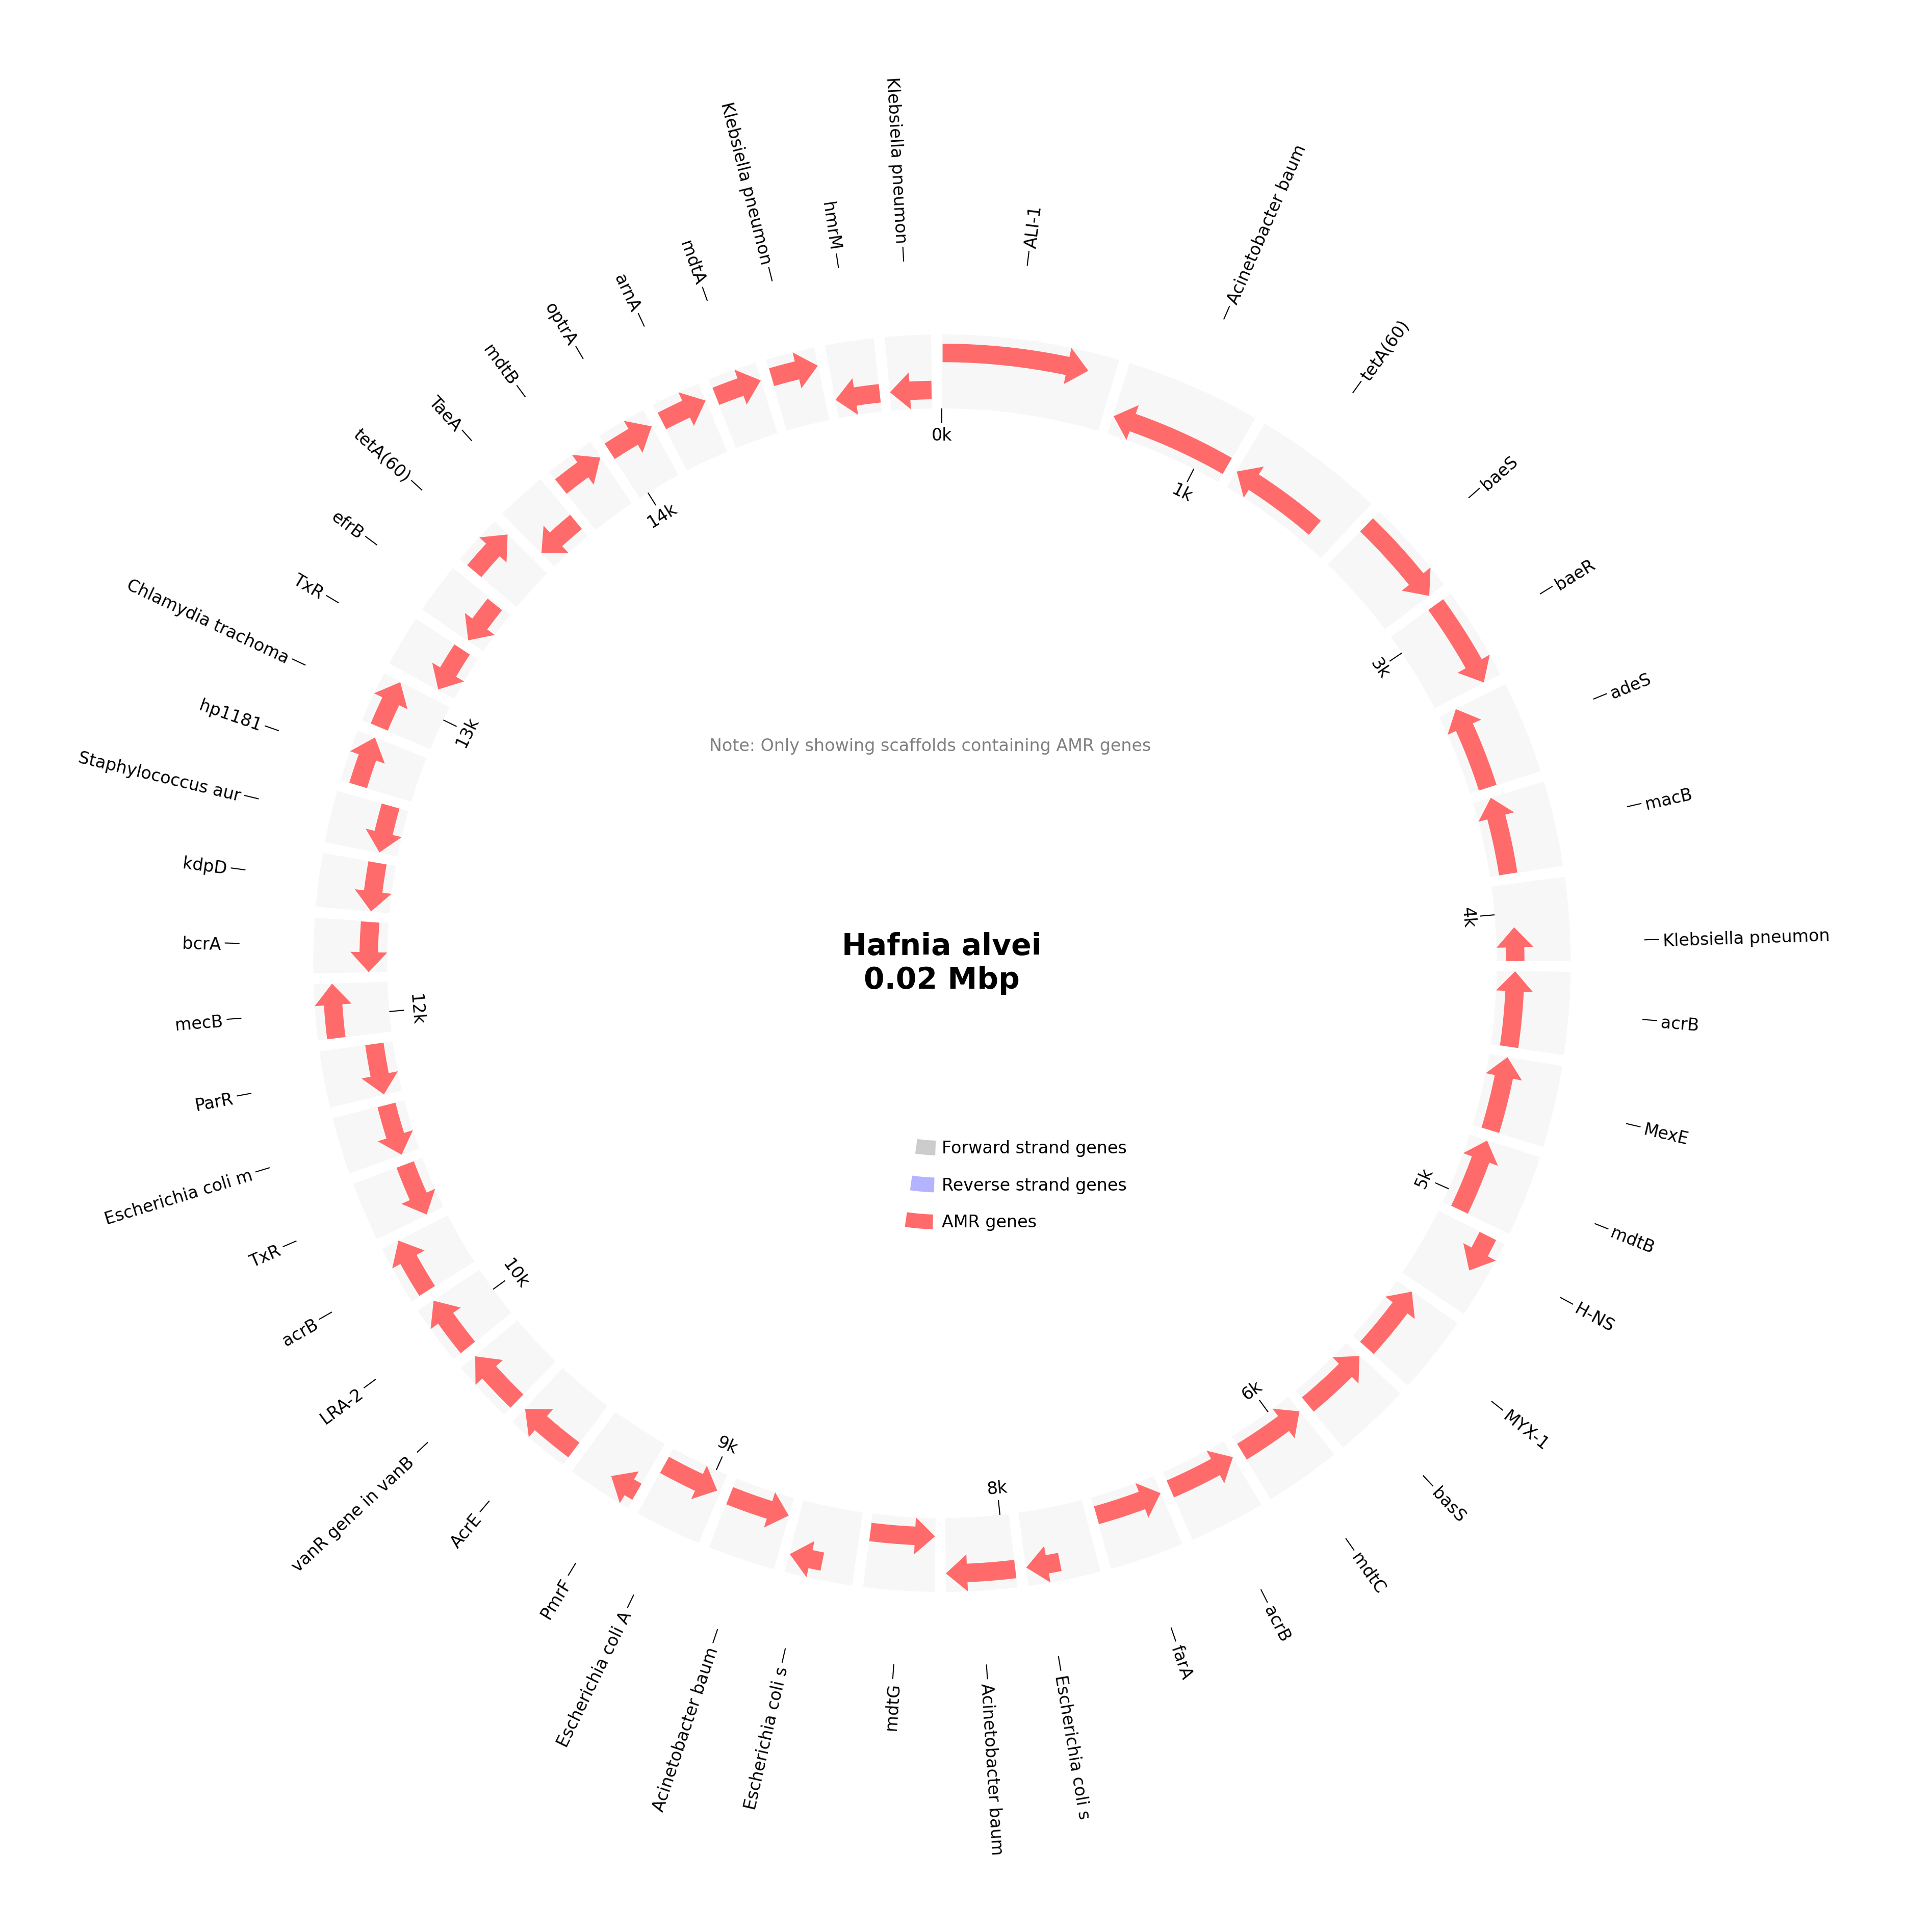 Klebsiella pneumon
ALI-1
Acinetobacter baum
tetA(60)
baeS
baeR
adeS
macB
Klebsiella pneumon
acrB
MexE
mdtB
H-NS
MYX-1
basS
mdtC
acrB
farA
Escherichia coli s
Acinetobacter baum
mdtG
Escherichia coli s
Acinetobacter baum
Escherichia coli A
PmrF
AcrE
vanR gene in vanB
LRA-2
acrB
TxR
Escherichia coli m
ParR
mecB
bcrA
kdpD
Staphylococcus aur
hp1181
Chlamydia trachoma
TxR
efrB
tetA(60)
TaeA
mdtB
optrA
arnA
mdtA
Klebsiella pneumon
hmrM
0k
1k
3k
4k
5k
6k
8k
9k
10k
12k
13k
14k
Note: Only showing scaffolds containing AMR genes
Hafnia alvei
0.02 Mbp
Forward strand genes
Reverse strand genes
AMR genes